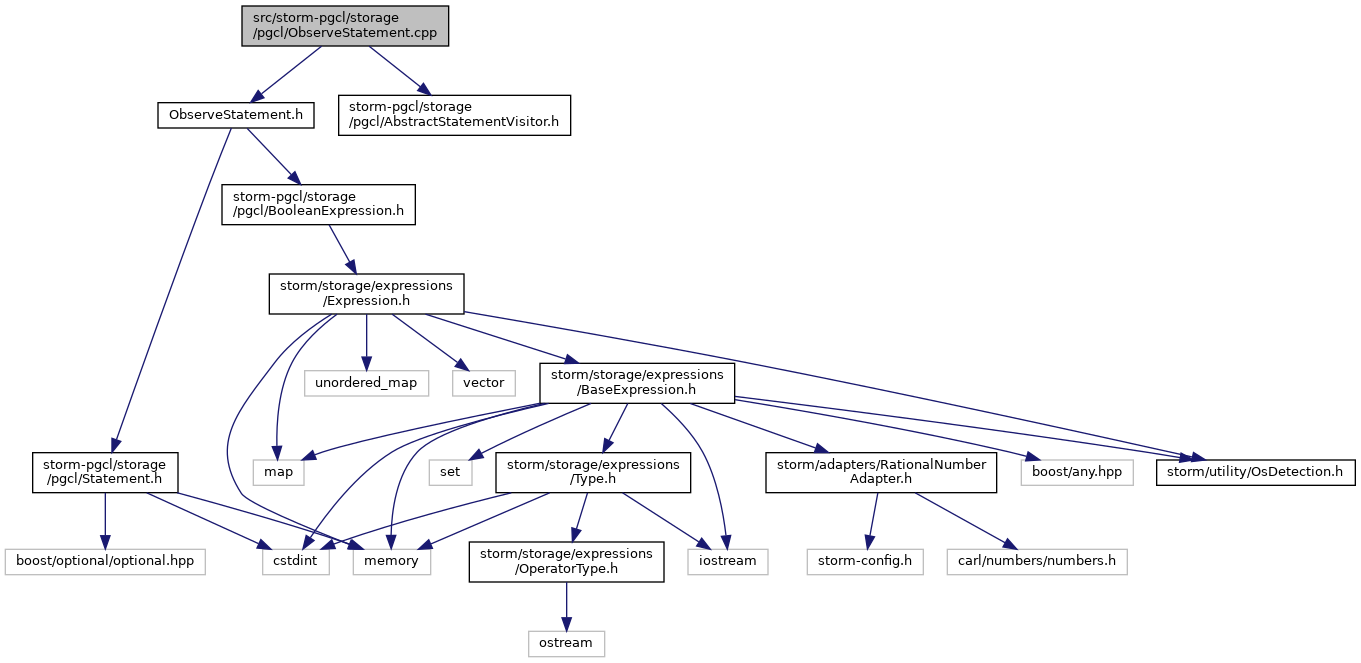 src/storm-pgcl/storage
/pgcl/ObserveStatement.cpp
ObserveStatement.h
storm-pgcl/storage
/pgcl/AbstractStatementVisitor.h
storm-pgcl/storage
/pgcl/BooleanExpression.h
storm/storage/expressions
/Expression.h
unordered_map
vector
storm/storage/expressions
/BaseExpression.h
storm-pgcl/storage
/pgcl/Statement.h
map
set
storm/storage/expressions
/Type.h
storm/adapters/RationalNumber
Adapter.h
boost/any.hpp
storm/utility/OsDetection.h
boost/optional/optional.hpp
cstdint
memory
storm/storage/expressions
/OperatorType.h
iostream
storm-config.h
carl/numbers/numbers.h
ostream